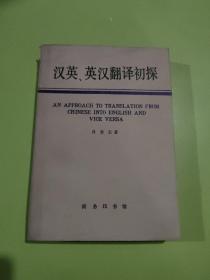 汉英、英汉翻译初探
AN APPROACH TO TRANSLATION FROM
CHINESE INTO ENGLISH AND
VICE VERSA
商务印书馆